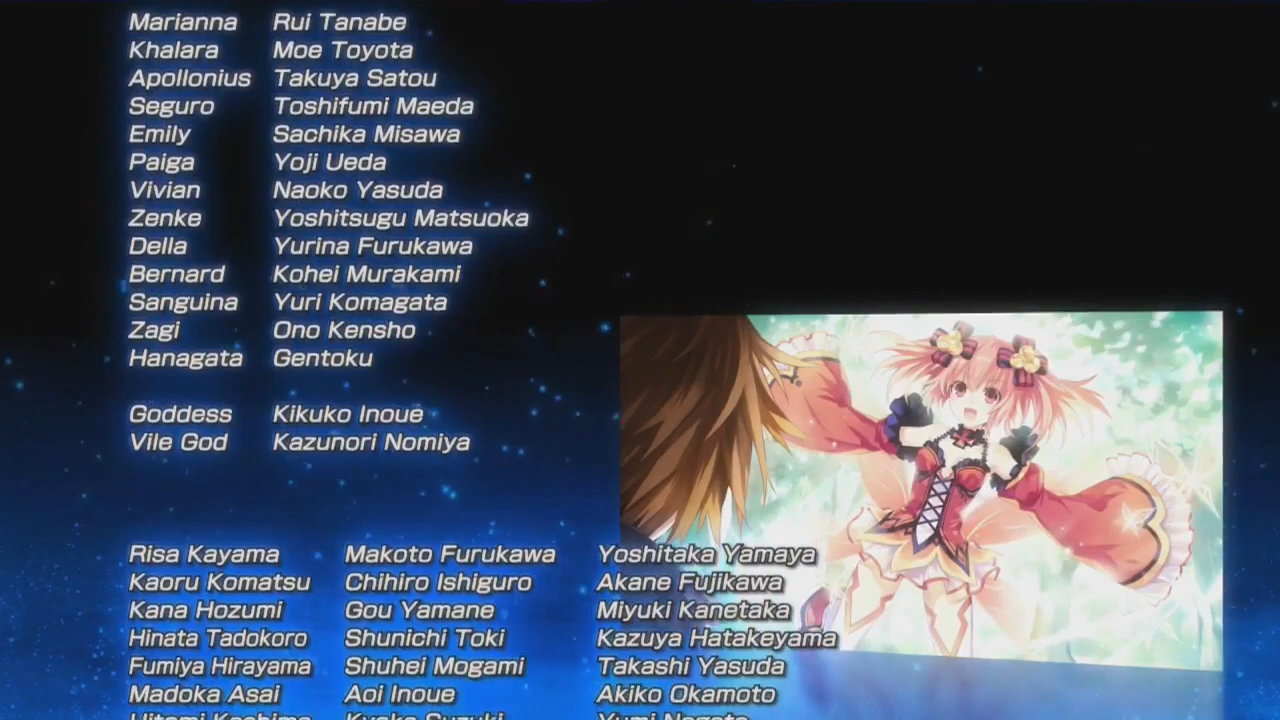 Marianna Rui Tanabe
Khalara Moe Toyota
Apollonius Takuya Satou
Seguro Toshifumi Maeda
Emily Sachika Misawa
Paiga Yoji Ueda
Vivian Naoko Yasuda
Zenke Yoshitsugu Matsuoka
Della Yurina Furukawa
Bernard Kohei Murakami
Sanguina Yuri Komagata
Zagi Ono Kensho
Hanagata Gentoku
Goddess Kikuko Inoue
Vile God Kazunori Nomiya
Risa Kayama Makoto Furukawa Yoshitaka Yamaya
Kaoru Komatsu Chihiro Ishiguro Akane Fujikawa
Kana Hozumi Gou Yamane Miyuki Kanetaka
Hinata Tadokoro Shunichi Toki Kazuya Hatakeyama
Fumiya Hirayama Shuhei Mogami Takashi Yasuda
Madoka Asai Aoi Inoue Akiko Okamoto